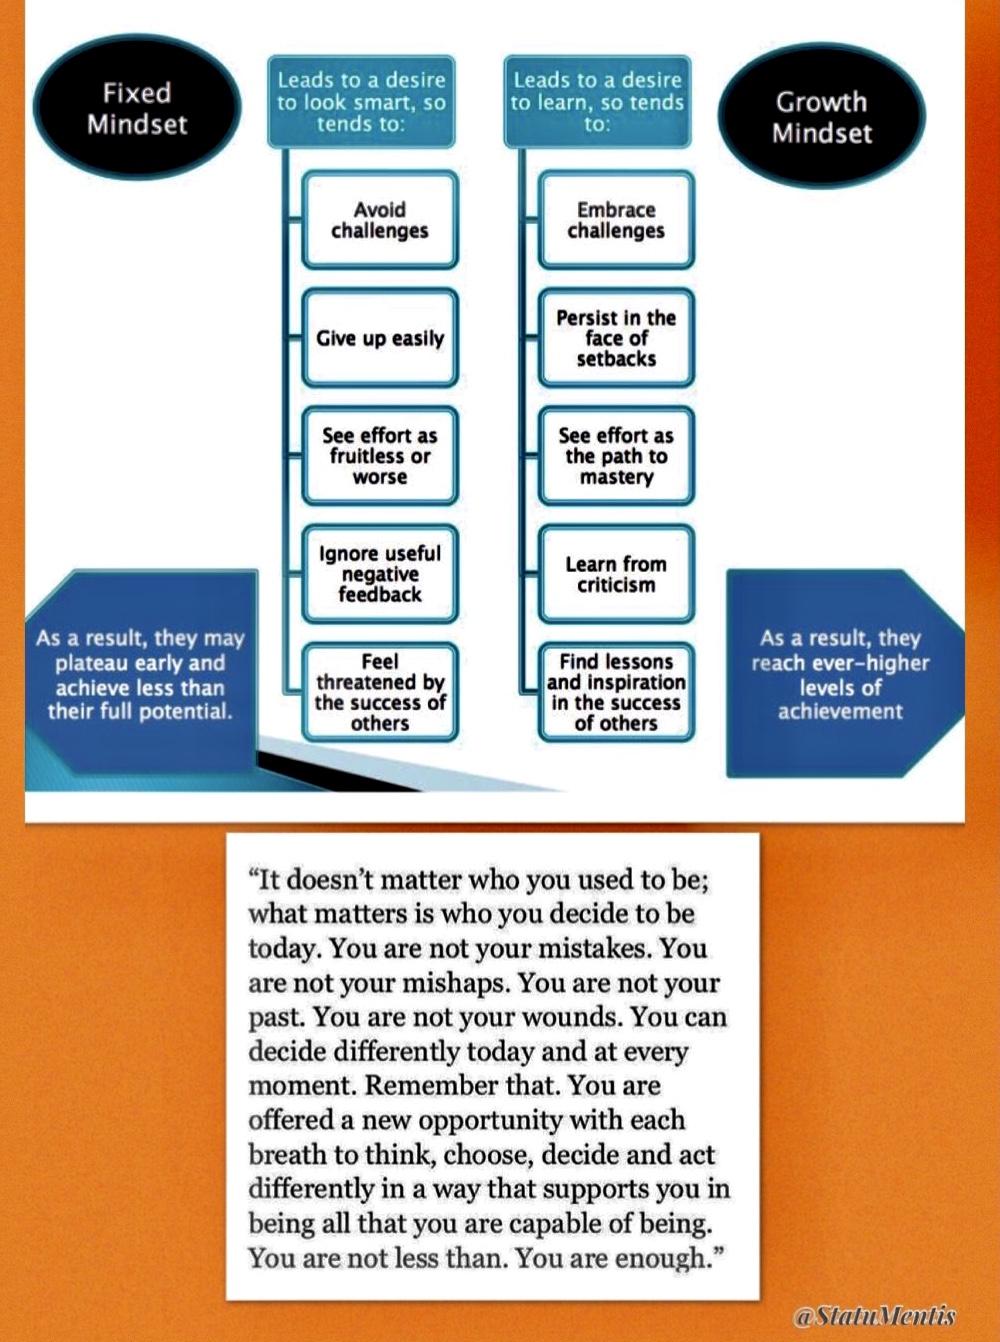 Fixed
Mindset
Leads to a desire
to look smart, so
tends to:
Avoid
challenges
Give up easily
See effort as
fruitless or
worse
Ignore useful
negative
feedback
Feel
threatened by
the success of
others
As a result, they may
plateau early and
achieve less than
their full potential.
Leads to a desire
to learn, so tends
to:
Embrace
challenges
Persist in the
face of
setbacks
See effort as
the path to
mastery
Learn from
criticism
Find lessons
and inspiration
in the success
of others
Growth
Mindset
As a result, they
reach ever-higher
levels of
achievement
“It doesn’t matter who you used to be;
what matters is who you decide to be
today. You are not your mistakes. You
are not your mishaps. You are not your
past. You are not your wounds. You can
decide differently today and at every
moment. Remember that. You are
offered a new opportunity with each
breath to think, choose, decide and act
differently in a way that supports you in
being all that you are capable of being.
You are not less than. You are enough.”
@StatuMentis